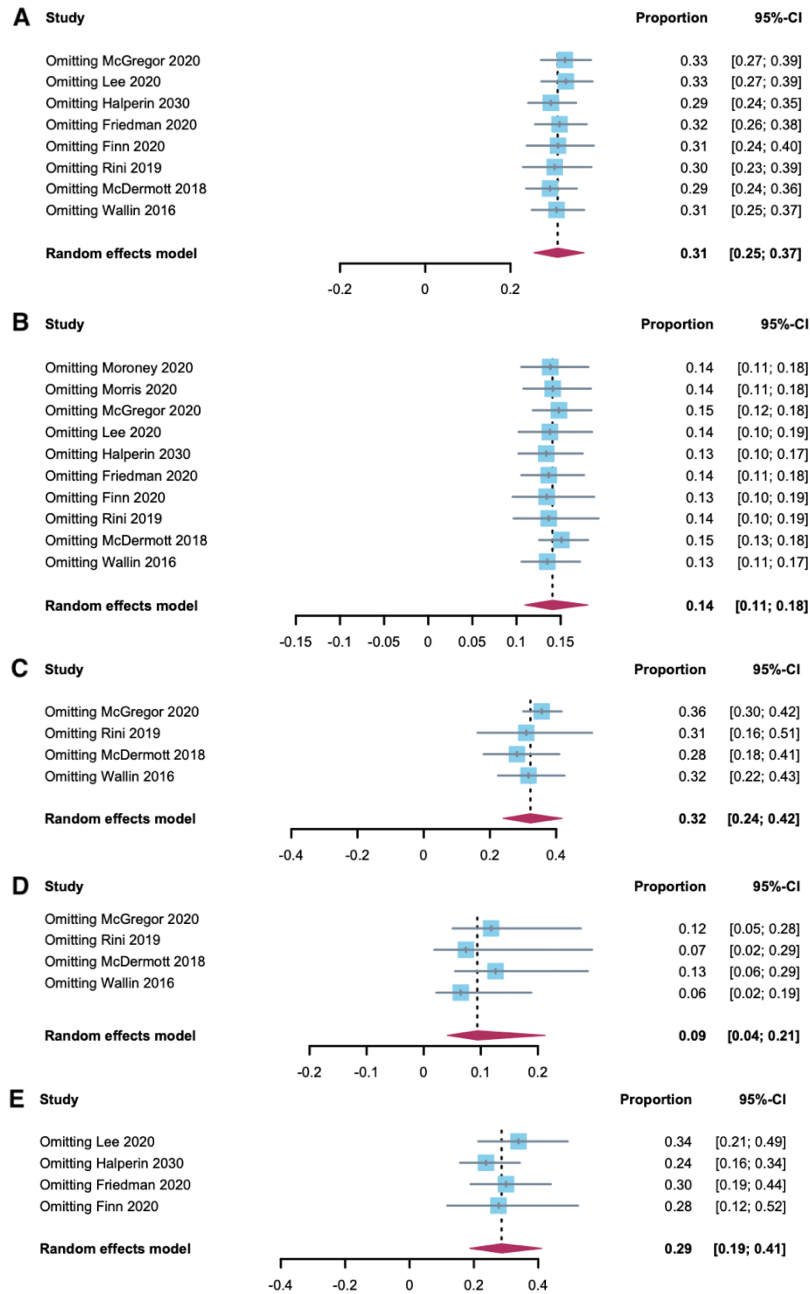 A Study Proportion 95%-CI
Omitting McGregor 2020 0.33 [0.27; 0.39]
Omitting Lee 2020 0.33 [0.27; 0.39]
Omitting Halperin 2030 0.29 [0.24; 0.35]
Omitting Friedman 2020 0.32 [0.26; 0.38]
Omitting Finn 2020 0.31 [0.24; 0.40]
Omitting Rini 2019 0.30 [0.23; 0.39]
Omitting McDermott 2018 0.29 [0.24; 0.36]
Omitting Wallin 2016 0.31 [0.25; 0.37]
Random effects model 0.31 [0.25; 0.37]
-0.2 0 0.2
B Study Proportion 95%-CI
Omitting Moroney 2020 0.14 [0.11; 0.18]
Omitting Morris 2020 0.14 [0.11; 0.18]
Omitting McGregor 2020 0.15 [0.12; 0.18]
Omitting Lee 2020 0.14 [0.10; 0.19]
Omitting Halperin 2030 0.13 [0.10; 0.17]
Omitting Friedman 2020 0.14 [0.11; 0.18]
Omitting Finn 2020 0.13 [0.10; 0.19]
Omitting Rini 2019 0.14 [0.10; 0.19]
Omitting McDermott 2018 0.15 [0.13; 0.18]
Omitting Wallin 2016 0.13 [0.11; 0.17]
Random effects model 0.14 [0.11; 0.18]
-0.15 -0.1 -0.05 0 0.05 0.1 0.15
C Study Proportion 95%-CI
Omitting McGregor 2020 0.36 [0.30; 0.42]
Omitting Rini 2019 0.31 [0.16; 0.51]
Omitting McDermott 2018 0.28 [0.18; 0.41]
Omitting Wallin 2016 0.32 [0.22; 0.43]
Random effects model 0.32 [0.24; 0.42]
-0.4 -0.2 0 0.2 0.4
D Study Proportion 95%-CI
Omitting McGregor 2020 0.12 [0.05; 0.28]
Omitting Rini 2019 0.07 [0.02; 0.29]
Omitting McDermott 2018 0.13 [0.06; 0.29]
Omitting Wallin 2016 0.06 [0.02; 0.19]
Random effects model 0.09 [0.04; 0.21]
-0.2 -0.1 0 0.1 0.2
E Study Proportion 95%-CI
Omitting Lee 2020 0.34 [0.21; 0.49]
Omitting Halperin 2030 0.24 [0.16; 0.34]
Omitting Friedman 2020 0.30 [0.19; 0.44]
Omitting Finn 2020 0.28 [0.12; 0.52]
Random effects model 0.29 [0.19; 0.41]
-0.4 -0.2 0 0.2 0.4